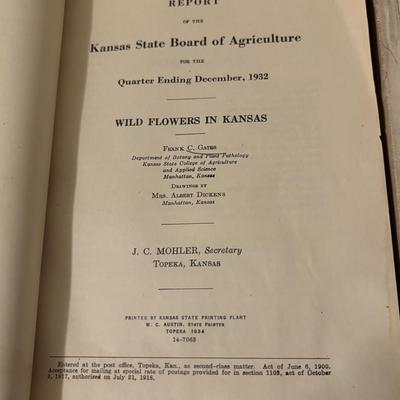 REPORT
OF THE
Kansas State Board of Agriculture
FOR THE
Quarter Ending December, 1932
WILD FLOWERS IN KANSAS
FRANK C. GATES
Department of Botany and Plant Pathology
Kansas State College of Agriculture
and Applied Science
Manhattan, Kansas
DRAWINGS BY
MRS. ALBERT DICKENS
Manhattan, Kansas
J. C. MOHLER, Secretary
TOPEKA, KANSAS
PRINTED BY KANSAS STATE PRINTING PLANT
W. C. AUSTIN, STATE PRINTER
TOPEKA 1934
14-7063
Entered at the post office, Topeka, Kan., as second-class matter. Act of June 6, 1900.
Acceptance for mailing at special rate of postage provided for in section 1103, act of October
3, 1917, authorized on July 21, 1918.